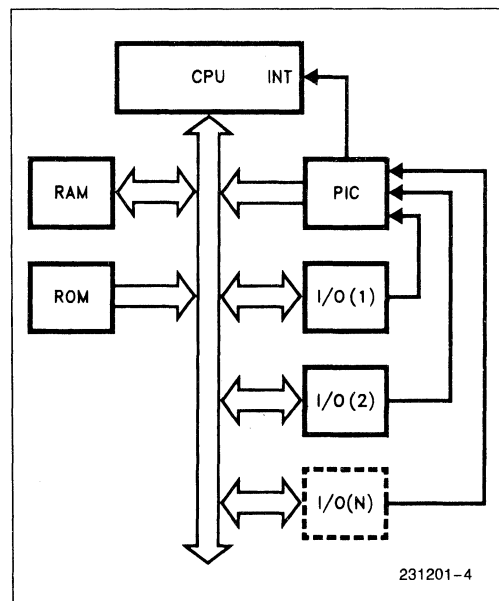 CPU INT
RAM
PIC
ROM
I/O(1)
I/O(2)
I/O(N)
231201-4